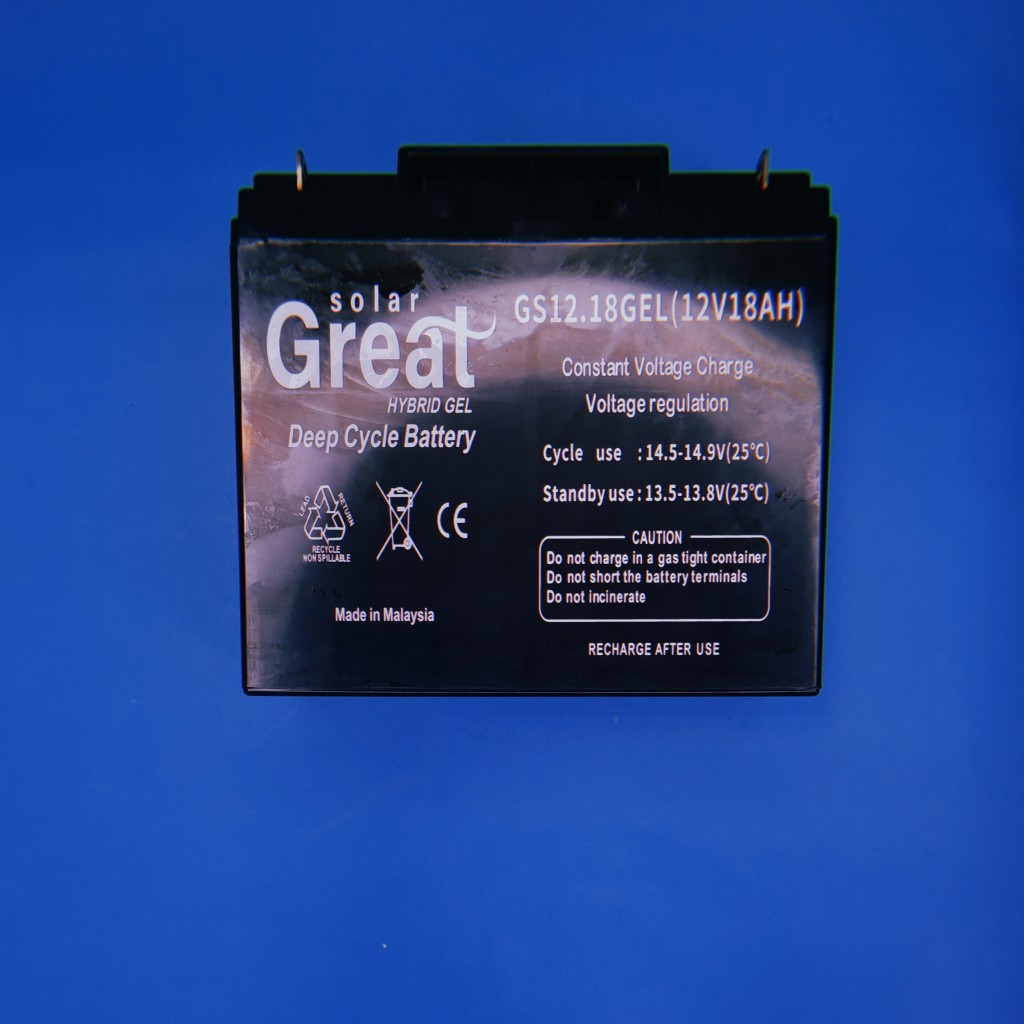 solar
Great
HYBRID GEL
Deep Cycle Battery
LEAD
RETURN
RECYCLE
NON SPILLABLE
CE
Made in Malaysia
GS12.18GEL(12V18AH)
Constant Voltage Charge
Voltage regulation
Cycle use : 14.5-14.9V(25℃)
Standby use : 13.5-13.8V(25℃)
CAUTION
Do not charge in a gas tight container
Do not short the battery terminals
Do not incinerate
RECHARGE AFTER USE